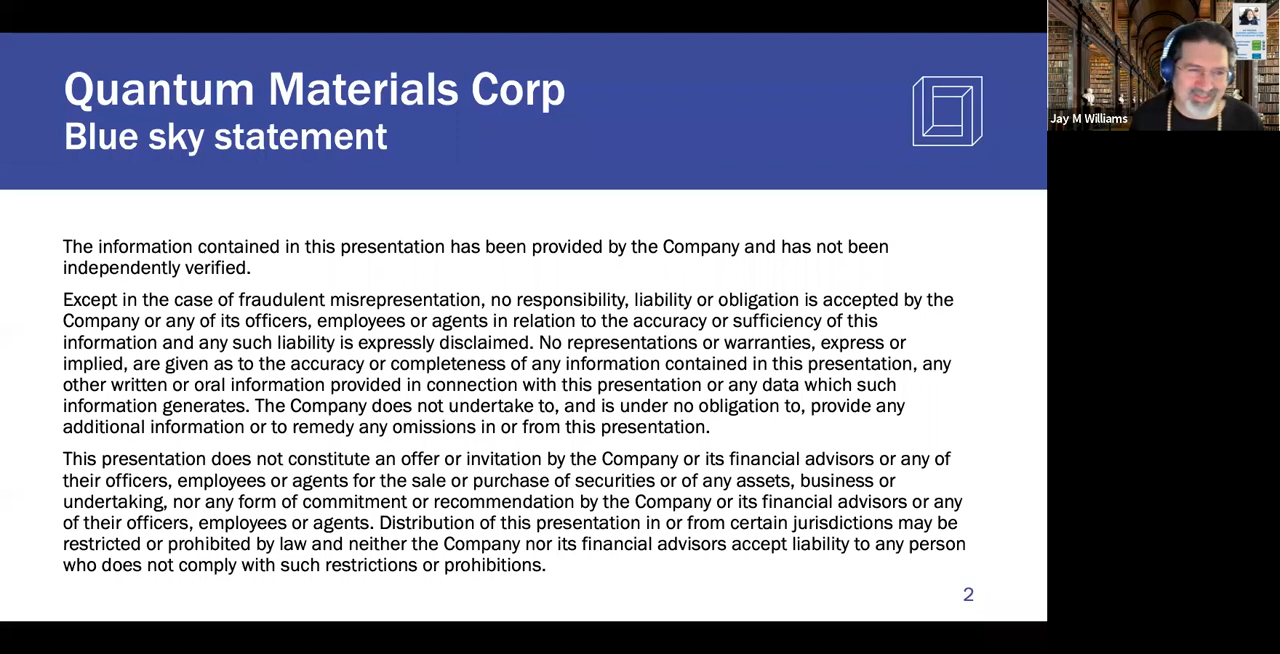 Quantum Materials Corp
Blue sky statement
The information contained in this presentation has been provided by the Company and has not been
independently verified.
Except in the case of fraudulent misrepresentation, no responsibility, liability or obligation is accepted by the
Company or any of its officers, employees or agents in relation to the accuracy or sufficiency of this
information and any such liability is expressly disclaimed. No representations or warranties, express or
implied, are given as to the accuracy or completeness of any information contained in this presentation, any
other written or oral information provided in connection with this presentation or any data which such
information generates. The Company does not undertake to, and is under no obligation to, provide any
additional information or to remedy any omissions in or from this presentation.
This presentation does not constitute an offer or invitation by the Company or its financial advisors or any of
their officers, employees or agents for the sale or purchase of securities or of any assets, business or
undertaking, nor any form of commitment or recommendation by the Company or its financial advisors or any
of their officers, employees or agents. Distribution of this presentation in or from certain jurisdictions may be
restricted or prohibited by law and neither the Company nor its financial advisors accept liability to any person
who does not comply with such restrictions or prohibitions.
2
Jay M Williams